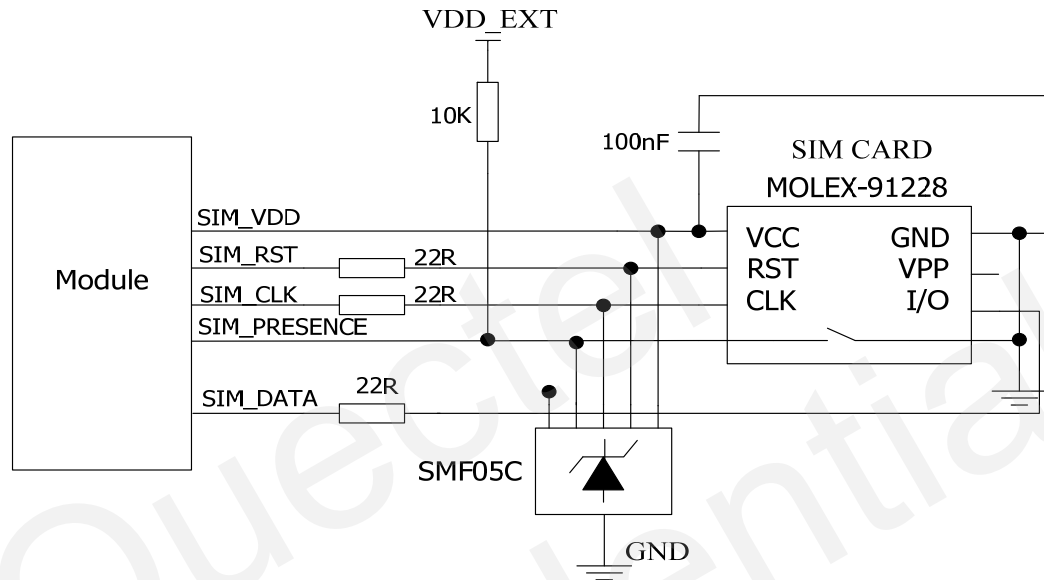 VDD_EXT
10K
100nF
SIM CARD
MOLEX-91228
Module
SIM_VDD
SIM_RST
22R
SIM_CLK
22R
SIM_PRESENCE
SIM_DATA
22R
VCC
GND
RST
VPP
CLK
I/O
SMF05C
GND
Quectel